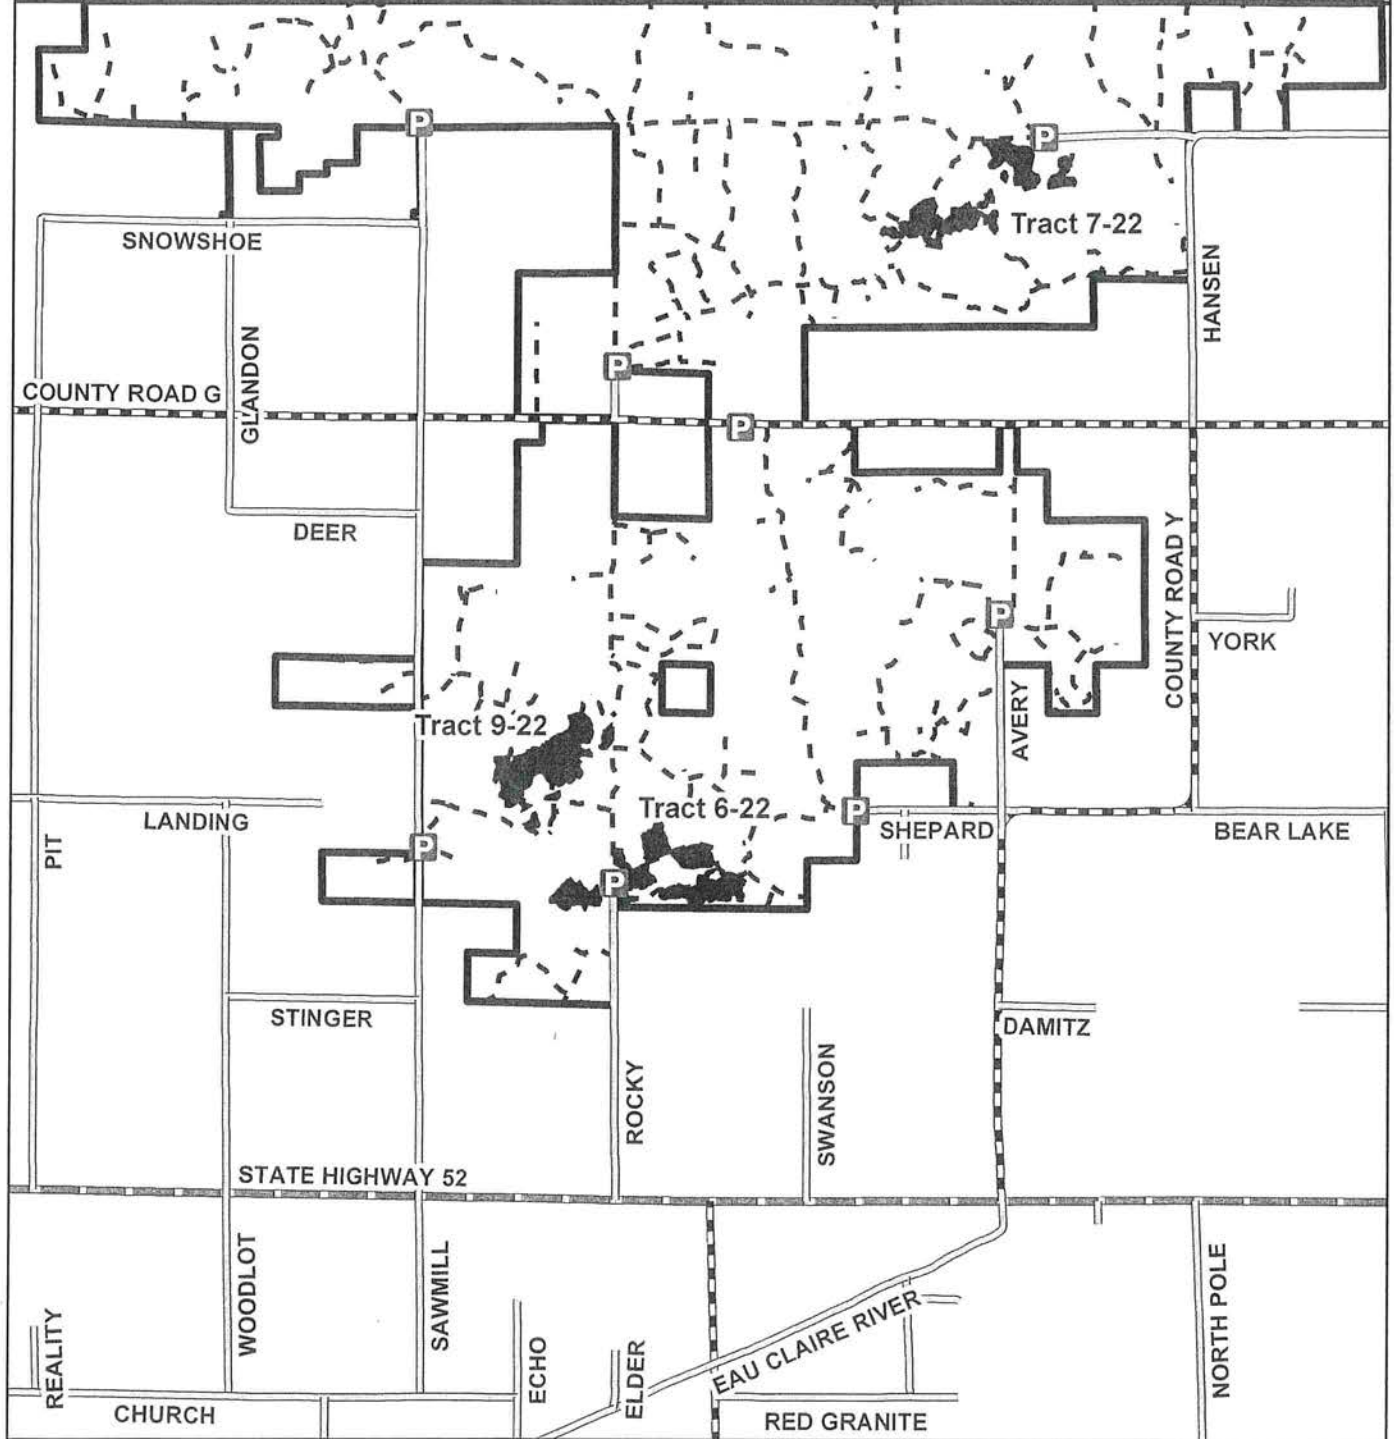 P
P
Tract 7-22
SNOWSHOE
HANSEN
GLANDON
P
COUNTY ROAD G
P
DEER
COUNTY ROAD Y
P
YORK
AVERY
Tract 9-22
Tract 6-22
P
LANDING
SHEPARD
BEAR LAKE
PIT
P
P
STINGER
DAMITZ
ROCKY
SWANSON
STATE HIGHWAY 52
WOODLOT
SAWMILL
NORTH POLE
REALITY
ECHO
ELDER
EAU CLAIRE RIVER
CHURCH
RED GRANITE